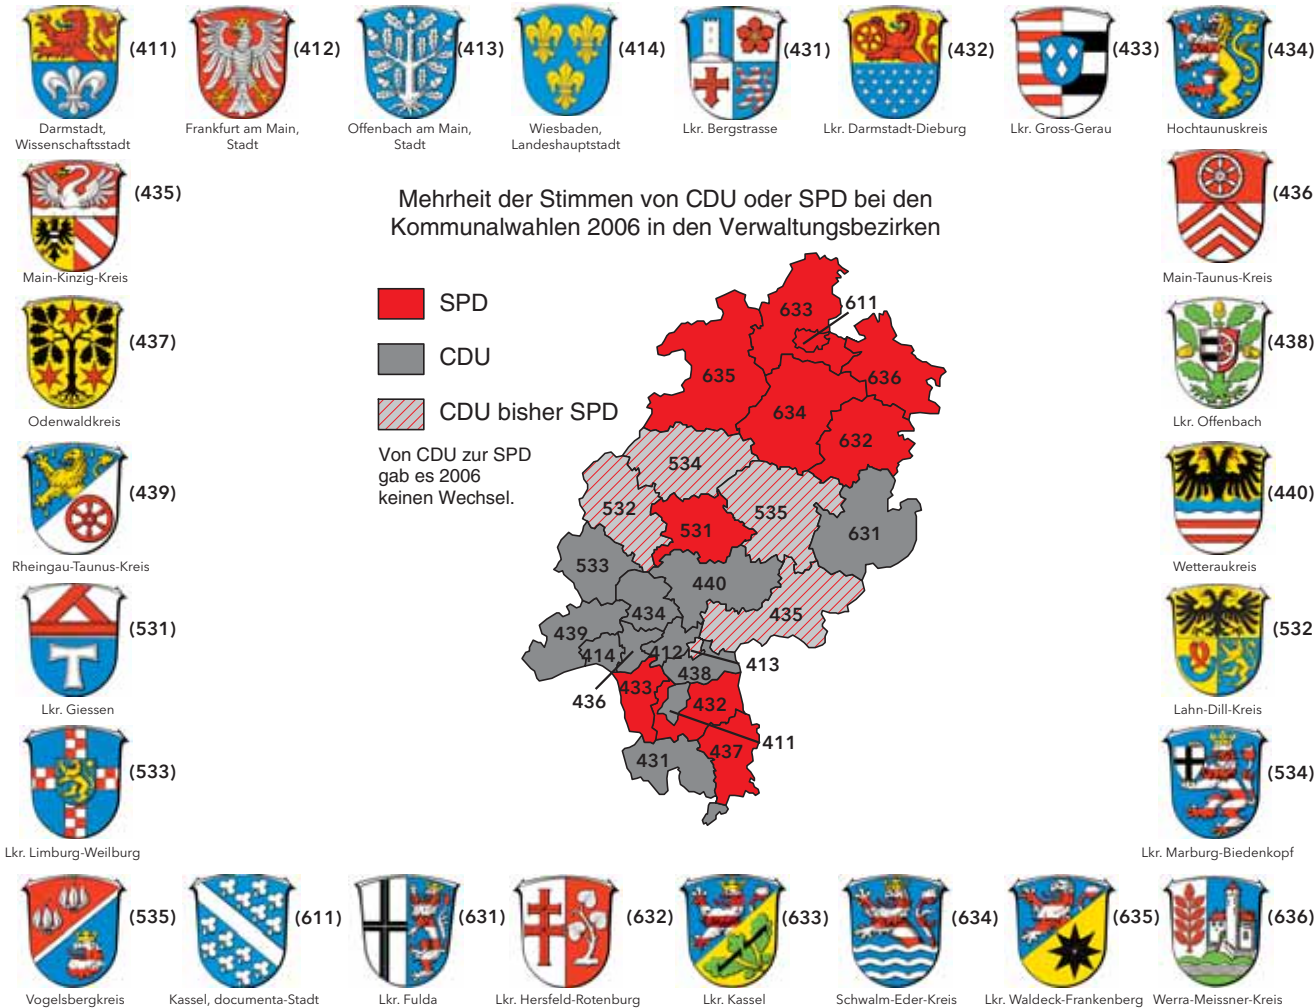 (411)
Darmstadt,
Wissenschaftsstadt
(412)
Frankfurt am Main,
Stadt
(413)
Offenbach am Main,
Stadt
(414)
Wiesbaden,
Landeshauptstadt
(431)
Lkr. Bergstrasse
(432)
Lkr. Darmstadt-Dieburg
(433)
Lkr. Gross-Gerau
(434)
Hochtaunuskreis
(435)
Main-Kinzig-Kreis
(436
Main-Taunus-Kreis
(437)
Odenwaldkreis
(438)
Lkr. Offenbach
(439)
Rheingau-Taunus-Kreis
(440)
Wetteraukreis
(531)
Lkr. Giessen
(532
Lahn-Dill-Kreis
(533)
Lkr. Limburg-Weilburg
(534)
Lkr. Marburg-Biedenkopf
(535)
Vogelsbergkreis
(611)
Kassel, documenta-Stadt
(631)
Lkr. Fulda
(632)
Lkr. Hersfeld-Rotenburg
(633)
Lkr. Kassel
(634)
Schwalm-Eder-Kreis
(635)
Lkr. Waldeck-Frankenberg
(636)
Werra-Meissner-Kreis
Mehrheit der Stimmen von CDU oder SPD bei den
Kommunalwahlen 2006 in den Verwaltungsbezirken
SPD
CDU
CDU bisher SPD
Von CDU zur SPD
gab es 2006
keinen Wechsel.
633
611
635
636
634
632
534
532
535
531
631
533
440
434
435
439
414
412
413
438
436
433
432
411
437
431